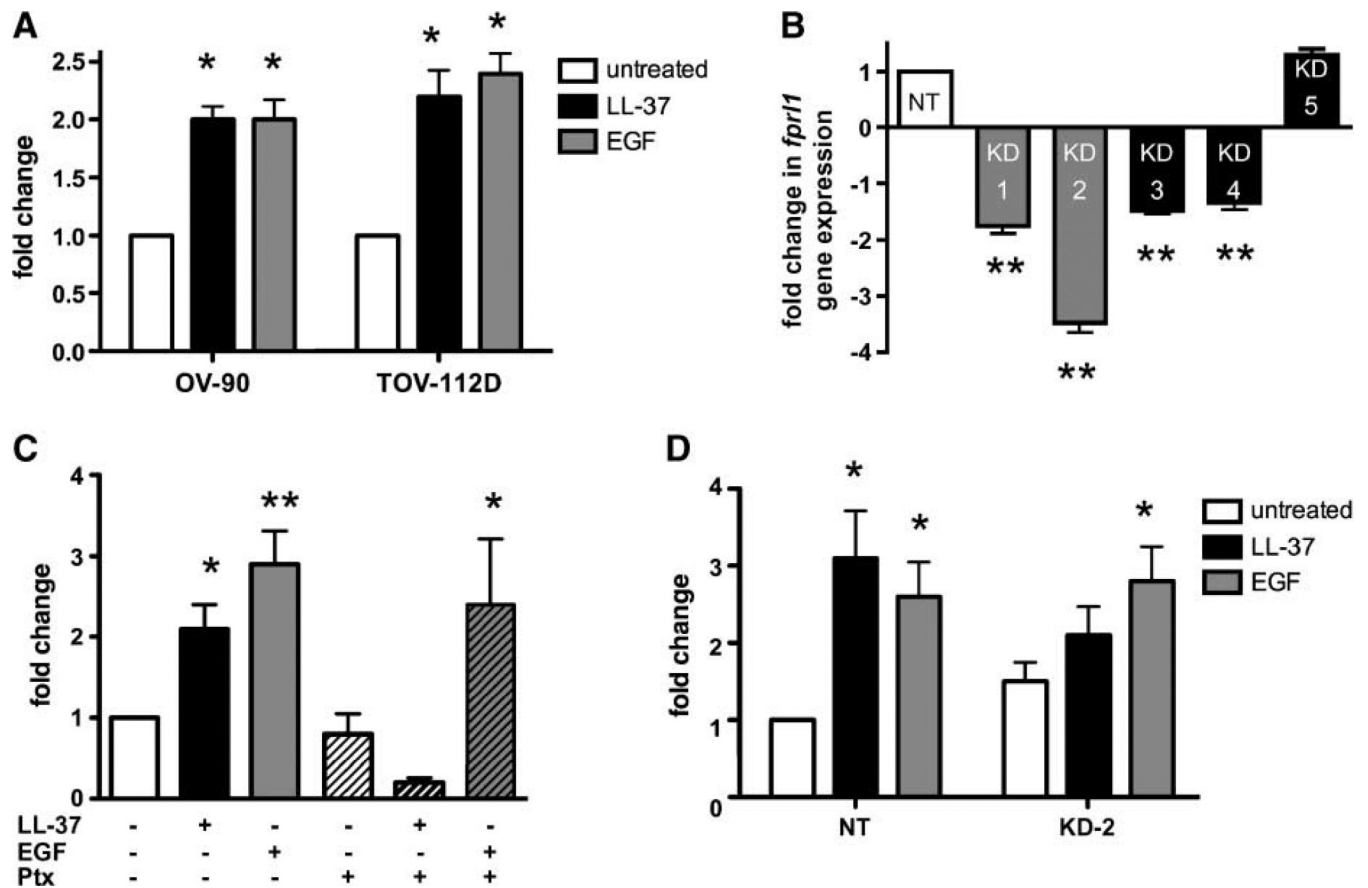 A
fold change
2.5
2.0
1.5
1.0
0.5
0.0
* * * *
untreated
LL-37
EGF
OV-90 TOV-112D
B
fold change in fprl1
gene expression
1
0
-1
-2
-3
-4
NT
KD
1
KD
2
KD
3
KD
4
KD
5
** ** ** **
C
fold change
4
3
2
1
0
* ** *
LL-37 - + - - + -
EGF - - + - - +
Ptx - - - + + +
D
fold change
4
3
2
1
0
* * *
untreated
LL-37
EGF
NT KD-2